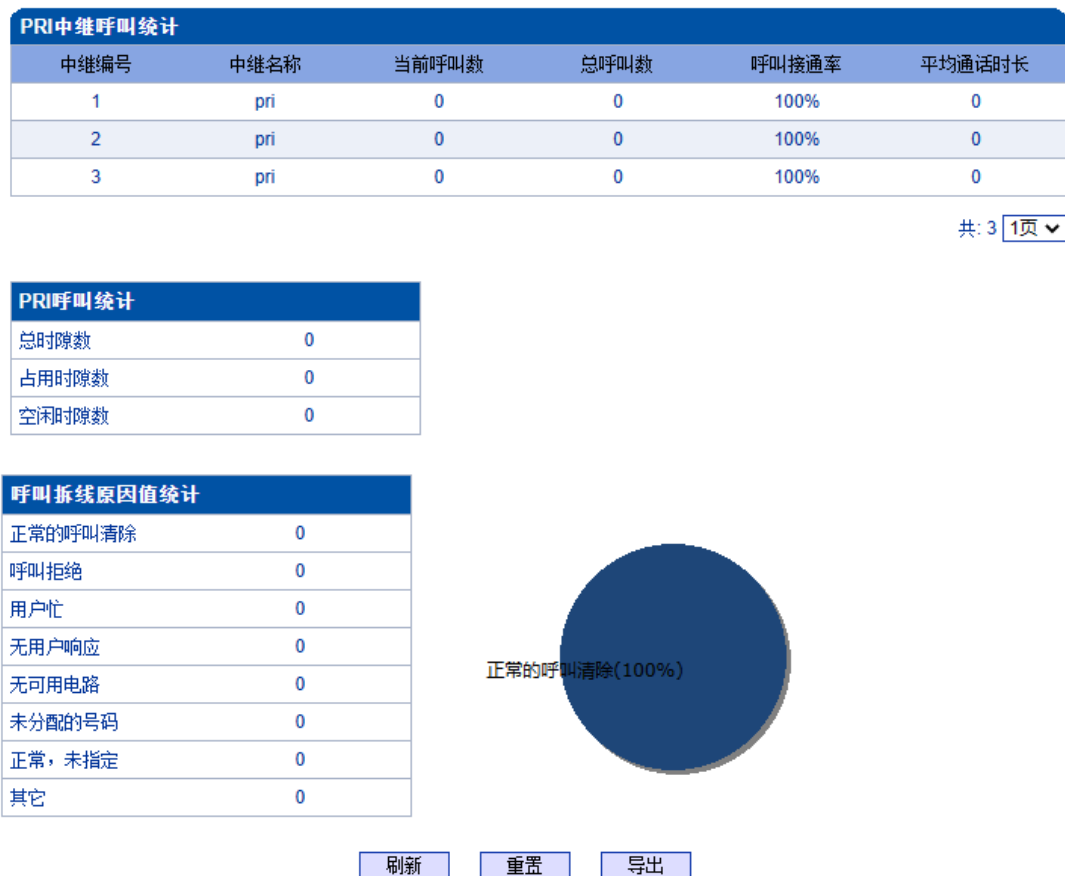 PRI中继呼叫统计
中继编号 中继名称 当前呼叫数 总呼叫数 呼叫接通率 平均通话时长
1 pri 0 0 100% 0
2 pri 0 0 100% 0
3 pri 0 0 100% 0
共: 3 1页
PRI呼叫统计
总时隙数 0
占用时隙数 0
空闲时隙数 0
呼叫拆线原因值统计
正常的呼叫清除 0
呼叫拒绝 0
用户忙 0
无用户响应 0
无可用电路 0
未分配的号码 0
正常，未指定 0
其它 0
正常的呼叫清除(100%)
刷新 重置 导出